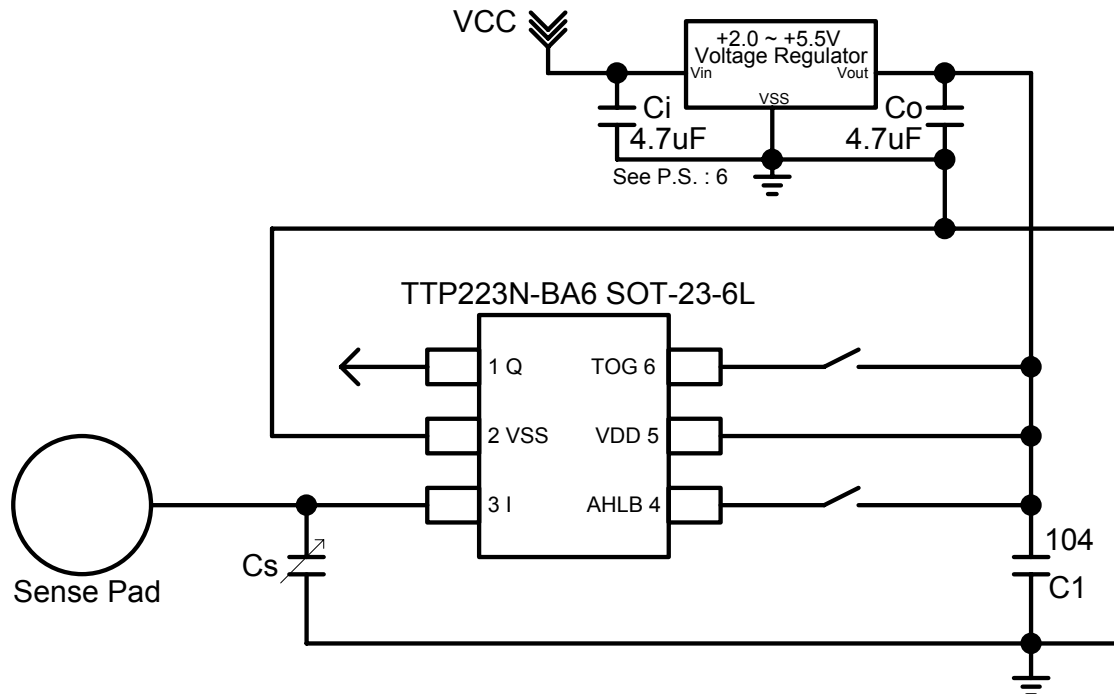 VCC
+2.0 ~ +5.5V
Voltage Regulator
Vin
Vout
VSS
Ci
4.7uF
Co
4.7uF
See P.S. : 6
TTP223N-BA6 SOT-23-6L
1 Q
TOG 6
2 VSS
VDD 5
3 I
AHLB 4
Sense Pad
Cs
104
C1